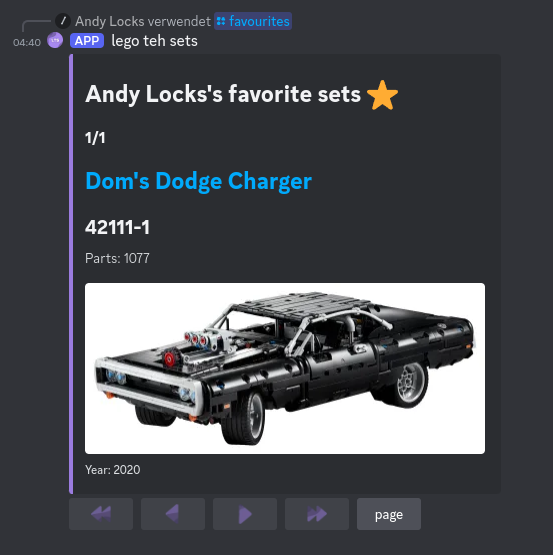 Andy Locks verwendet favourites
04:40 APP lego teh sets
Andy Locks's favorite sets
1/1
Dom's Dodge Charger
42111-1
Parts: 1077
Year: 2020
page